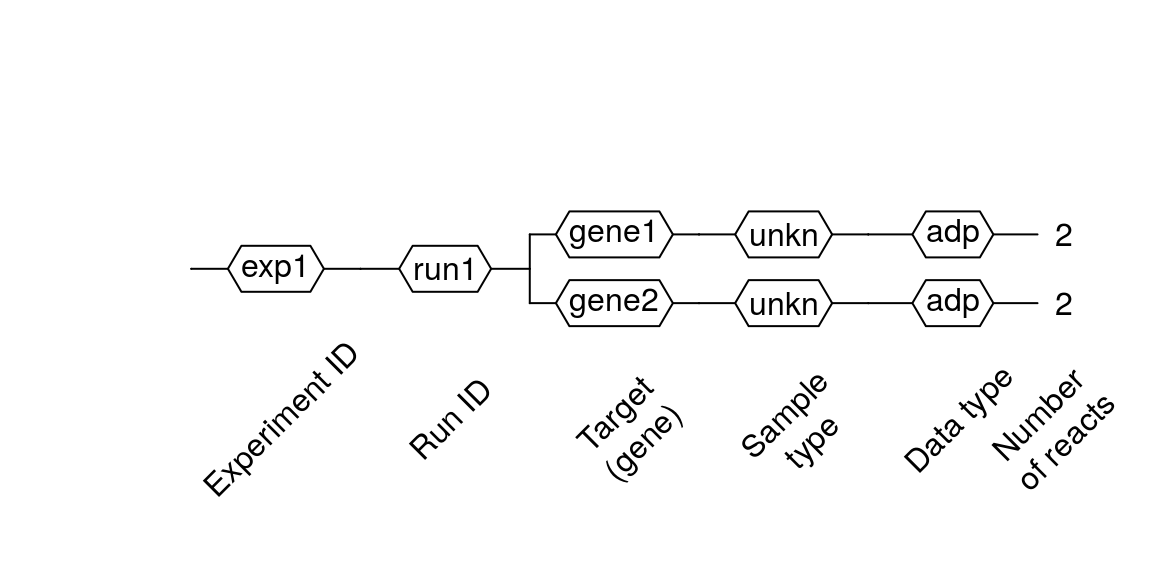 gene1 unkn adp 2
exp1 run1
gene2 unkn adp 2
Experiment ID
Run ID
Target
(gene)
Sample
type
Data type
Number
of reacts